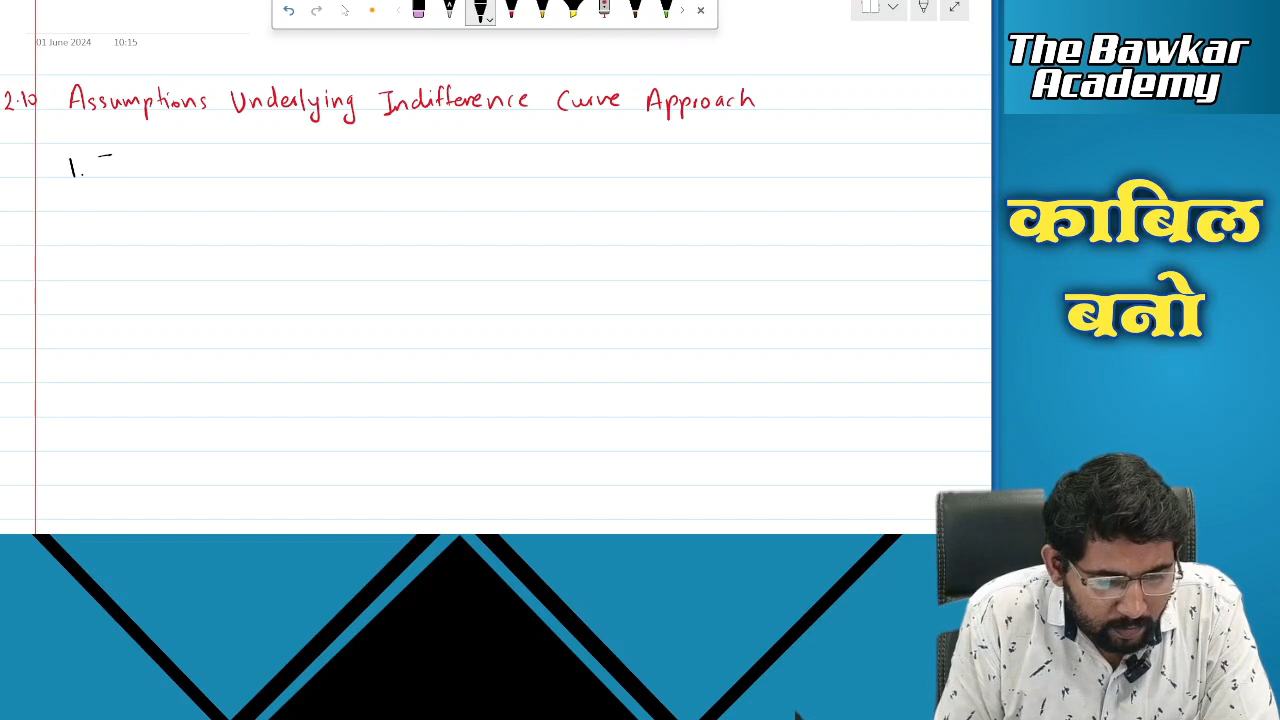 01 June 2024 10:15
2.10 Assumptions Underlying Indifference Curve Approach
1.
The Bawkar
Academy
काबिल
बनो